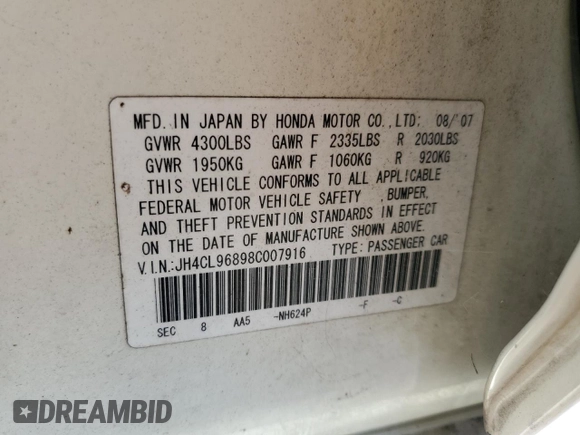 MFD. IN JAPAN BY HONDA MOTOR CO.,LTD: 08/'07
GVWR 4300LBS GAWR F 2335LBS R 2030LBS
GVWR 1950KG GAWR F 1060KG R 920KG
THIS VEHICLE CONFORMS TO ALL APPLICABLE
FEDERAL MOTOR VEHICLE SAFETY ,BUMPER,
AND THEFT PREVENTION STANDARDS IN EFFECT
ON THE DATE OF MANUFACTURE SHOWN ABOVE.
V.I.N.:JH4CL96898C007916 TYPE: PASSENGER CAR
SEC 8 AA5 -NH624P -F -C
DREAMBID